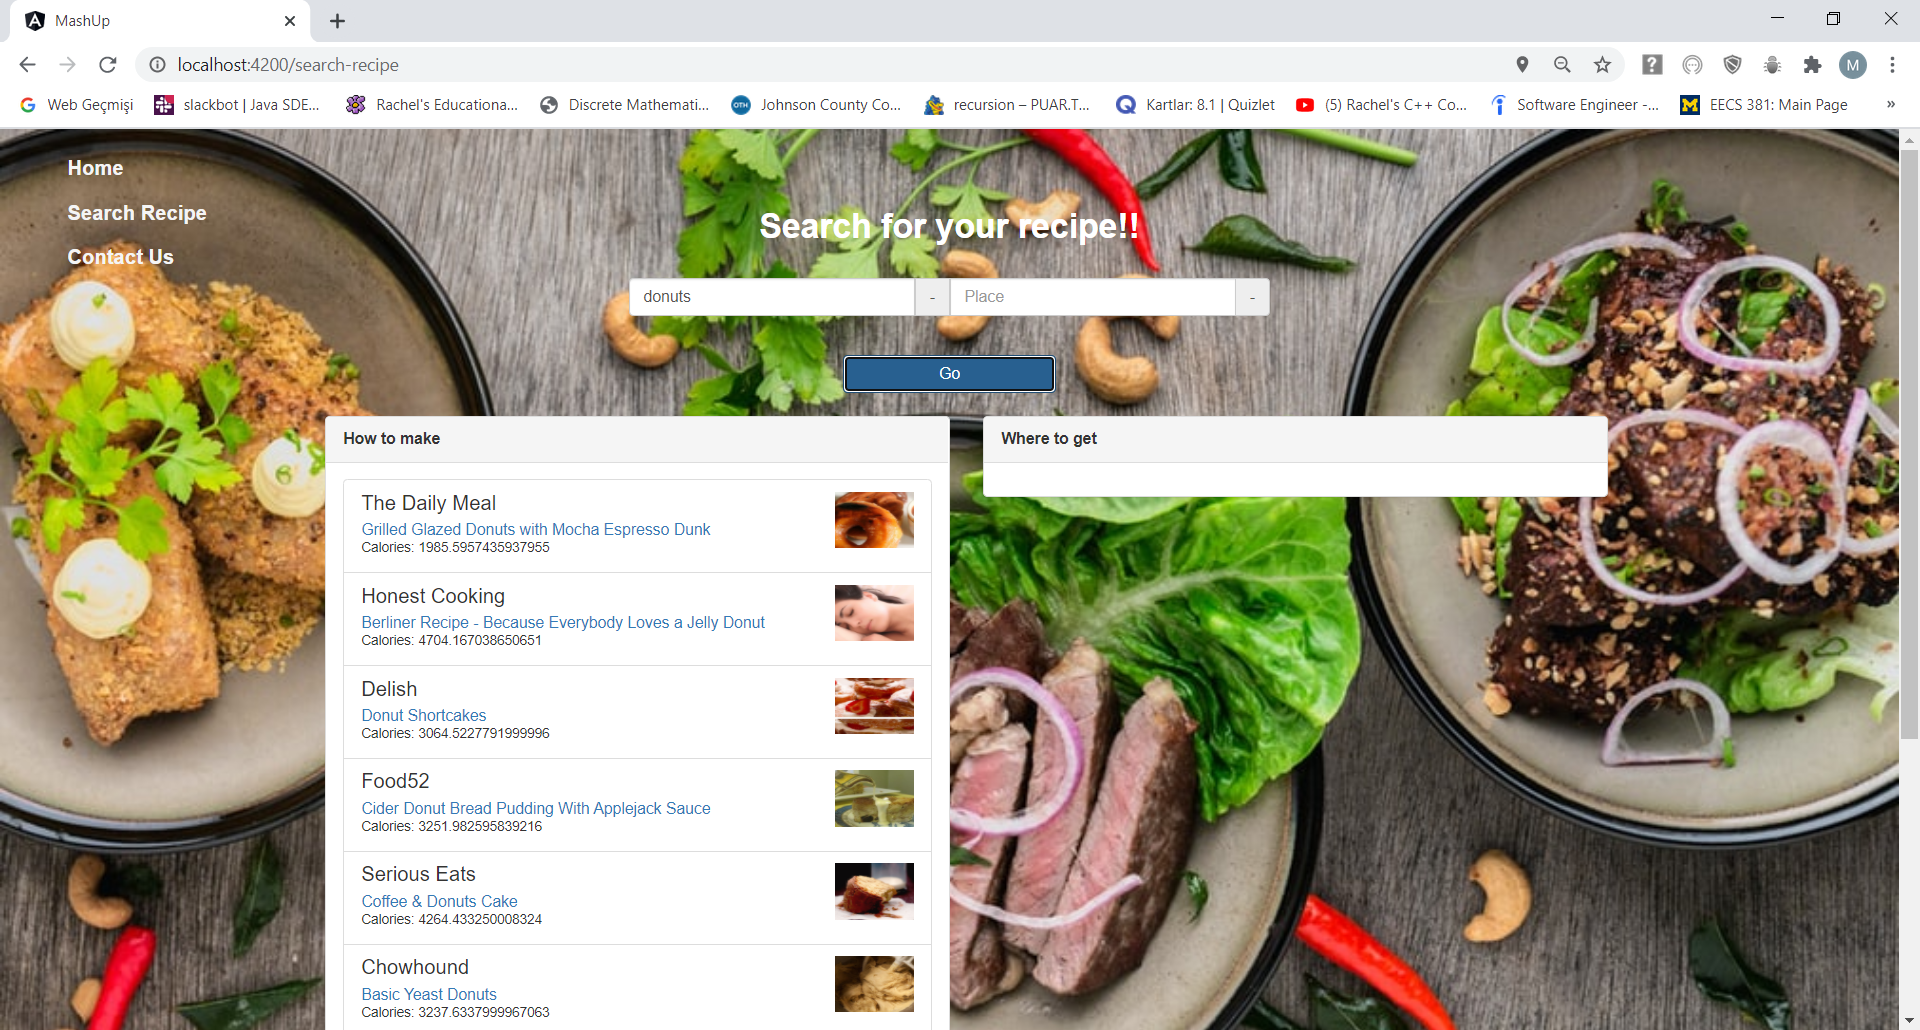 MashUp
localhost:4200/search-recipe
M
Web Geçmişi
slackbot | Java SDE...
Rachel's Educationa...
Discrete Mathemati...
OTH
Johnson County Co...
recursion – PUAR.T...
Kartlar: 8.1 | Quizlet
(5) Rachel's C++ Co...
Software Engineer -...
M
EECS 381: Main Page
»
Home
Search Recipe
Contact Us
Search for your recipe!!
donuts - Place -
Go
How to make
The Daily Meal
Grilled Glazed Donuts with Mocha Espresso Dunk
Calories: 1985.5957435937955
Honest Cooking
Berliner Recipe - Because Everybody Loves a Jelly Donut
Calories: 4704.167038650651
Delish
Donut Shortcakes
Calories: 3064.5227791999996
Food52
Cider Donut Bread Pudding With Applejack Sauce
Calories: 3251.982595839216
Serious Eats
Coffee & Donuts Cake
Calories: 4264.433250008324
Chowhound
Basic Yeast Donuts
Calories: 3237.6337999967063
Where to get